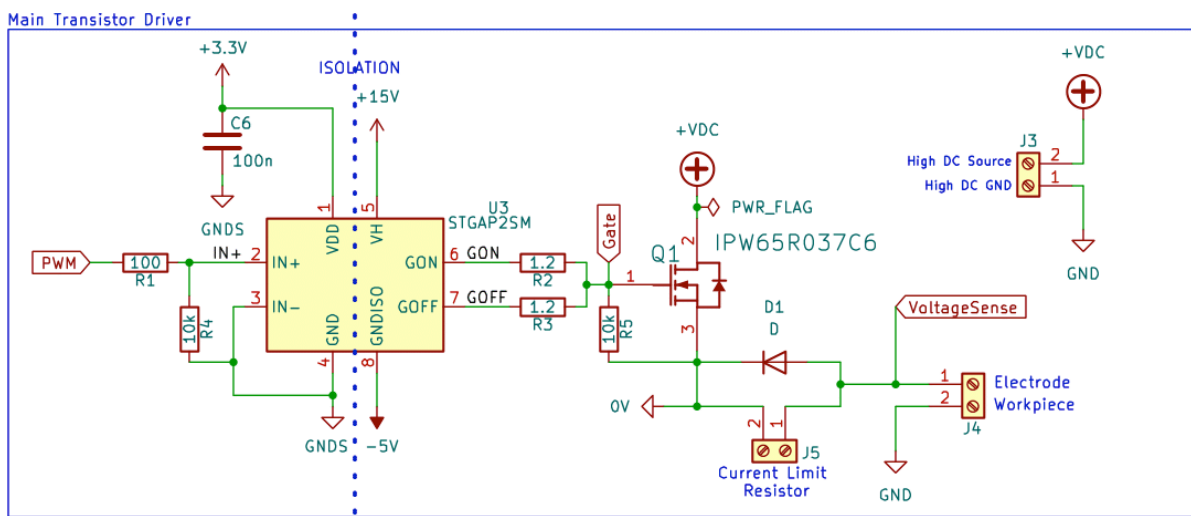 Main Transistor Driver
+3.3V
ISOLATION
+15V
C6
100n
GNDS
+VDC
+VDC
J3
High DC Source
2
High DC GND
1
GND
PWR_FLAG
1
5
U3
STGAP2SM
VDD
VH
Gate
2
IPW65R037C6
Q1
PWM
100
R1
IN+
2
IN+
GON
6
GON
1.2
R2
1
3
IN-
GOFF
7
GOFF
1.2
R3
GND
GNDISO
10k
R4
10k
R5
3
D1
D
VoltageSense
4
8
GNDS
-5V
0V
2
1
J5
Current Limit
Resistor
1
Electrode
2
Workpiece
J4
GND